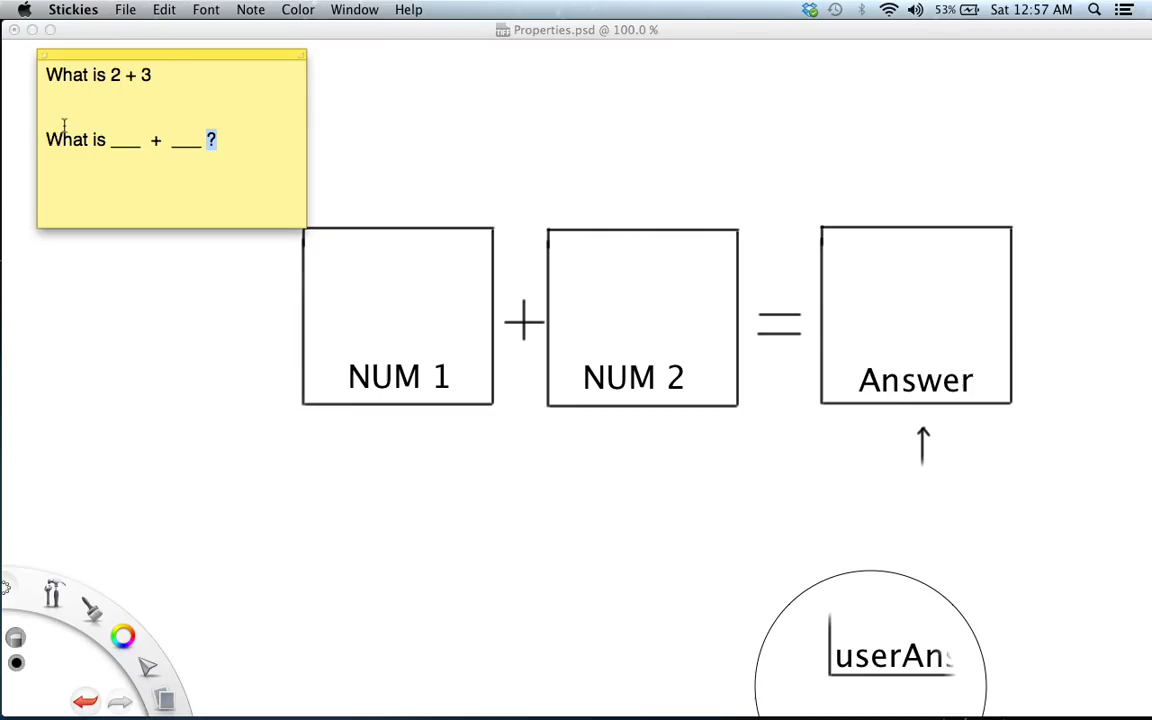 Stickies File Edit Font Note Color Window Help 53% Sat 12:57 AM
Properties.psd @ 100.0 %
What is 2 + 3
What is ___ + ___ ?
NUM 1 + NUM 2 = Answer